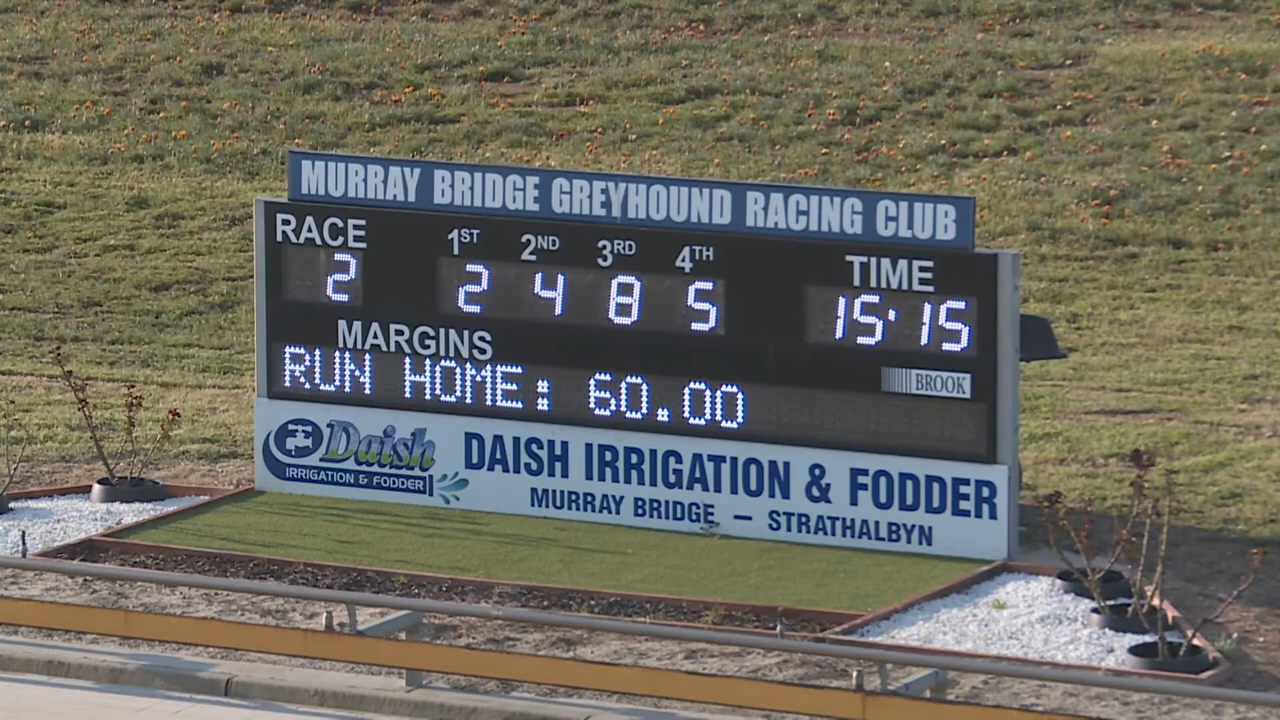 MURRAY BRIDGE GREYHOUND RACING CLUB
RACE 1ST 2ND 3RD 4TH TIME
2 2 4 8 5 15:15
MARGINS
RUN HOME: 60.00
BROOK
Daish
IRRIGATION & FODDER
DAISH IRRIGATION & FODDER
MURRAY BRIDGE – STRATHALBYN